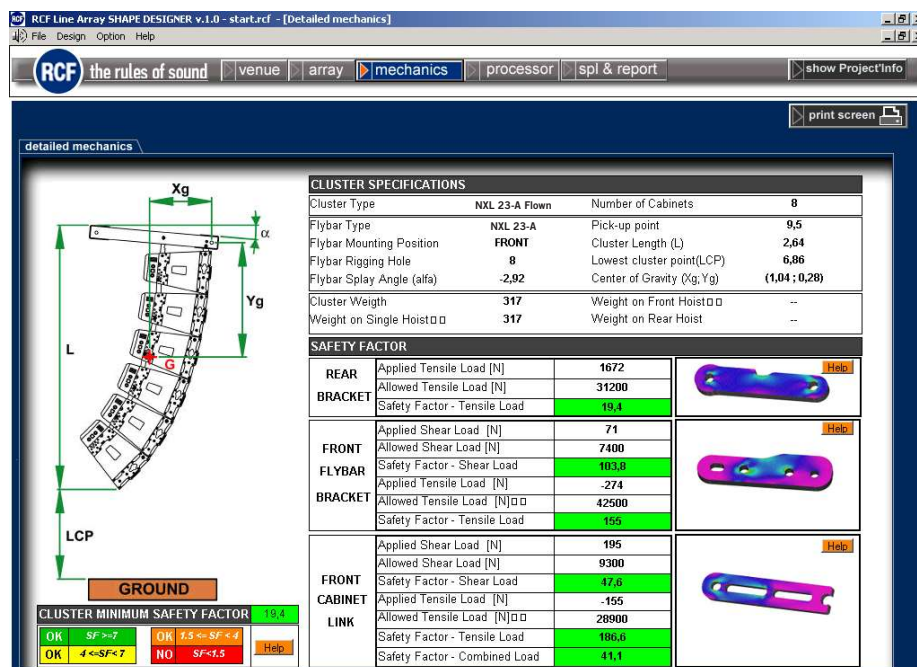 RCF Line Array SHAPE DESIGNER v.1.0 - start.rcf - [Detailed mechanics]
File Design Option Help
RCF the rules of sound venue array mechanics processor spl & report show Project'Info
print screen
detailed mechanics
Xg
α
Yg
L
G
LCP
GROUND
CLUSTER MINIMUM SAFETY FACTOR 19,4
OK SF >=7 OK 1.5 <= SF < 4
OK 4 <=SF< 7 NO SF<1.5
Help
CLUSTER SPECIFICATIONS
Cluster Type NXL 23-A Flown Number of Cabinets 8
Flybar Type NXL 23-A Pick-up point 9,5
Flybar Mounting Position FRONT Cluster Length (L) 2,64
Flybar Rigging Hole 8 Lowest cluster point(LCP) 6,86
Flybar Splay Angle (alfa) -2,92 Center of Gravity (Xg;Yg) (1,04 ; 0,28)
Cluster Weigth 317 Weight on Front Hoist□□ --
Weight on Single Hoist□□ 317 Weight on Rear Hoist --
SAFETY FACTOR
REAR BRACKET
Applied Tensile Load [N] 1672
Allowed Tensile Load [N] 31200
Safety Factor - Tensile Load 19,4
Help
FRONT FLYBAR BRACKET
Applied Shear Load [N] 71
Allowed Shear Load [N] 7400
Safety Factor - Shear Load 103,8
Applied Tensile Load [N] -274
Allowed Tensile Load [N]□□ 42500
Safety Factor - Tensile Load 155
Help
FRONT CABINET LINK
Applied Shear Load [N] 195
Allowed Shear Load [N] 9300
Safety Factor - Shear Load 47,6
Applied Tensile Load [N] -155
Allowed Tensile Load [N]□□ 28900
Safety Factor - Tensile Load 186,6
Safety Factor - Combined Load 41,1
Help